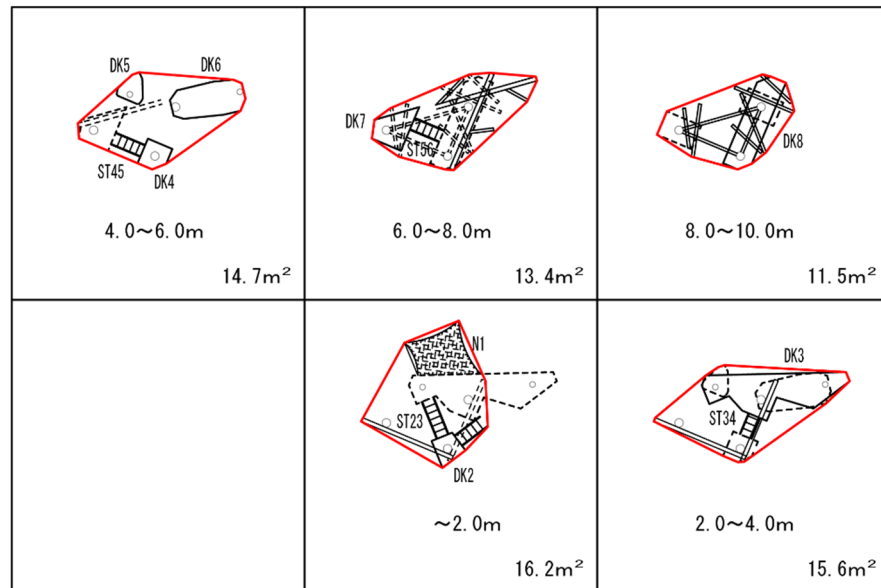 DK5
DK6
ST45
DK4
4.0～6.0m
14.7m²
DK7
ST56
6.0～8.0m
13.4m²
DK8
8.0～10.0m
11.5m²
N1
ST23
DK2
～2.0m
16.2m²
DK3
ST34
2.0～4.0m
15.6m²